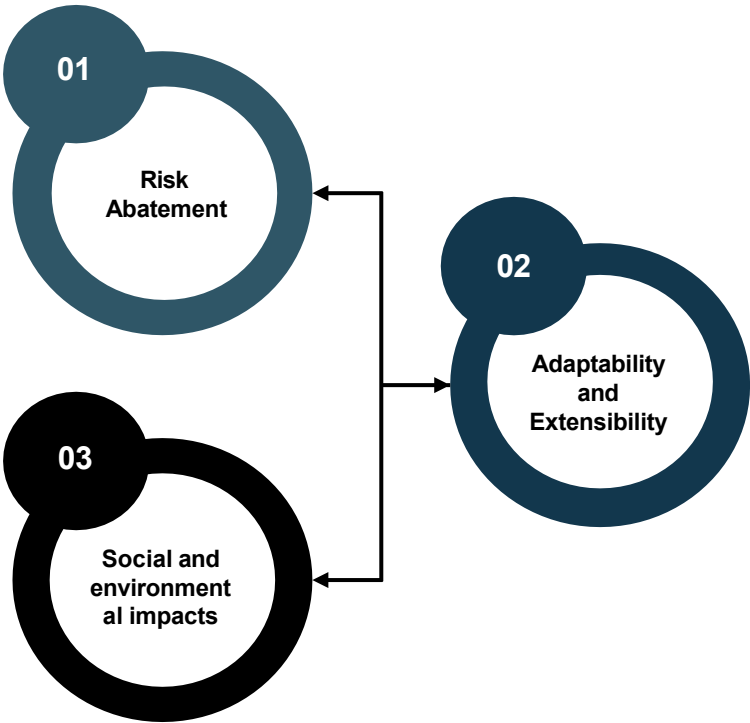 01
Risk
Abatement
02
Adaptability
and
Extensibility
03
Social and
environment
al impacts